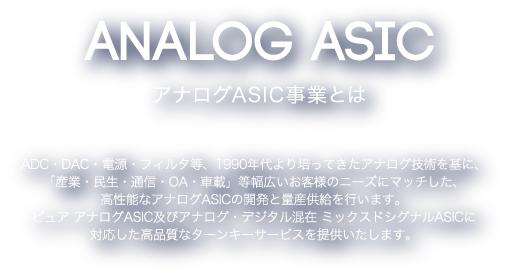 ANALOG ASIC
アナログASIC事業とは
ADC・DAC・電源・フィルタ等、1990年代より培ってきたアナログ技術を基に、
「産業・民生・通信・OA・車載」等幅広いお客様のニーズにマッチした、
高性能なアナログASICの開発と量産供給を行います。
ピュア アナログASIC及びアナログ・デジタル混在 ミックスドシグナルASICに
対応した高品質なターンキーサービスを提供いたします。